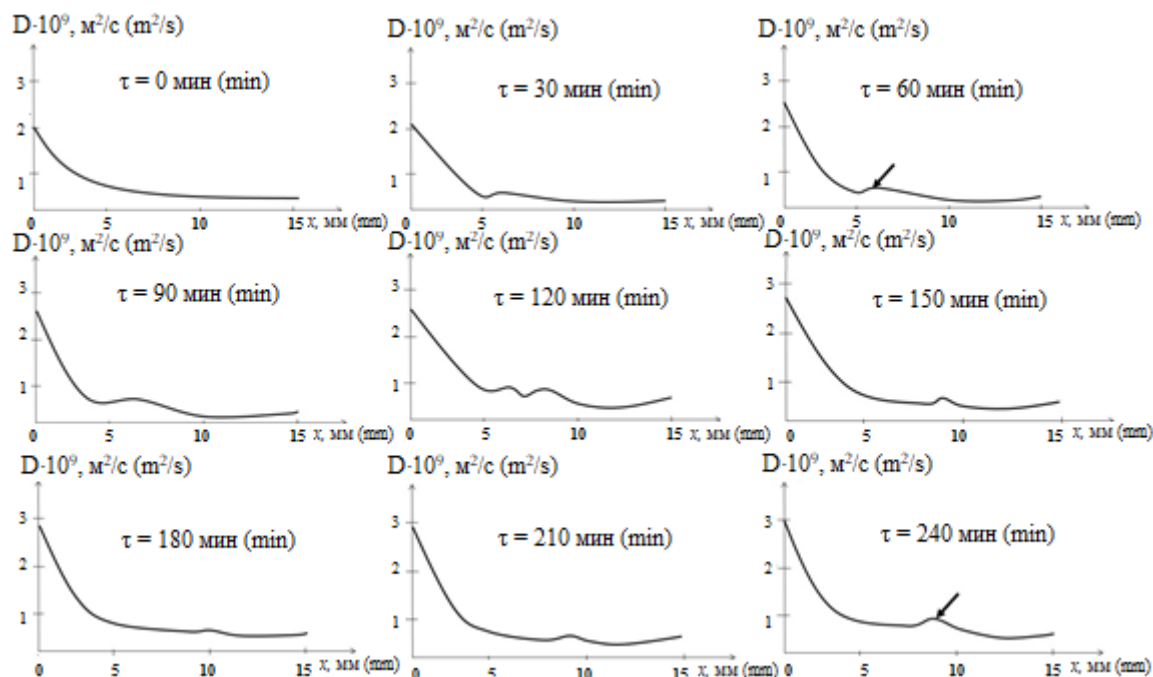 D·10⁹, м²/с (m²/s)
τ = 0 мин (min)
3
2
1
0 5 10 15 x, мм (mm)
D·10⁹, м²/с (m²/s)
τ = 30 мин (min)
3
2
1
0 5 10 15 x, мм (mm)
D·10⁹, м²/с (m²/s)
τ = 60 мин (min)
3
2
1
0 5 10 15 x, мм (mm)
D·10⁹, м²/с (m²/s)
τ = 90 мин (min)
3
2
1
0 5 10 15 x, мм (mm)
D·10⁹, м²/с (m²/s)
τ = 120 мин (min)
3
2
1
0 5 10 15 x, мм (mm)
D·10⁹, м²/с (m²/s)
τ = 150 мин (min)
3
2
1
0 5 10 15 x, мм (mm)
D·10⁹, м²/с (m²/s)
τ = 180 мин (min)
3
2
1
0 5 10 15 x, мм (mm)
D·10⁹, м²/с (m²/s)
τ = 210 мин (min)
3
2
1
0 5 10 15 x, мм (mm)
D·10⁹, м²/с (m²/s)
τ = 240 мин (min)
3
2
1
0 5 10 15 x, мм (mm)